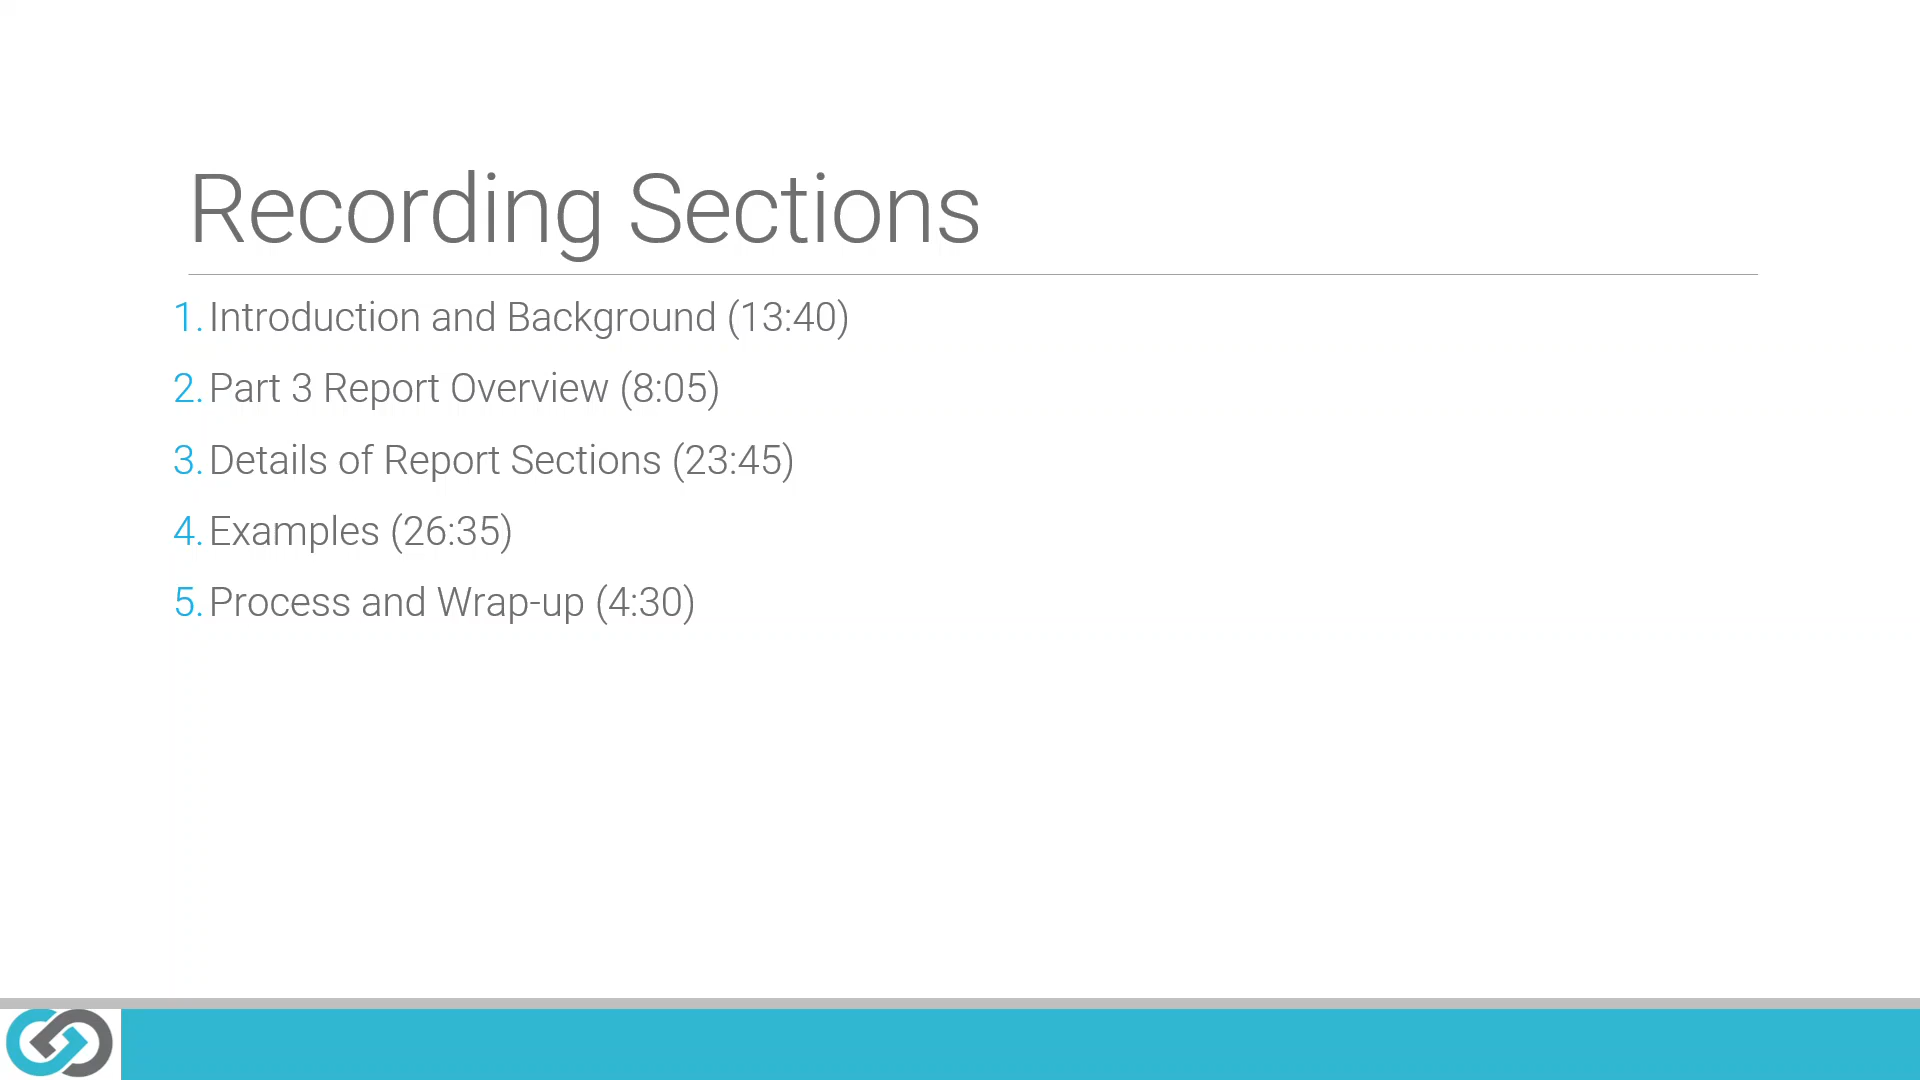 Recording Sections
1. Introduction and Background (13:40)
2. Part 3 Report Overview (8:05)
3. Details of Report Sections (23:45)
4. Examples (26:35)
5. Process and Wrap-up (4:30)